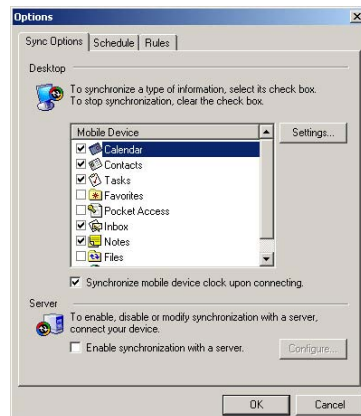 Options
Sync Options Schedule Rules
Desktop
To synchronize a type of information, select its check box.
To stop synchronization, clear the check box.
Mobile Device
Settings...
Calendar
Contacts
Tasks
Favorites
Pocket Access
Inbox
Notes
Files
Synchronize mobile device clock upon connecting.
Server
To enable, disable or modify synchronization with a server,
connect your device.
Enable synchronization with a server.
Configure...
OK Cancel